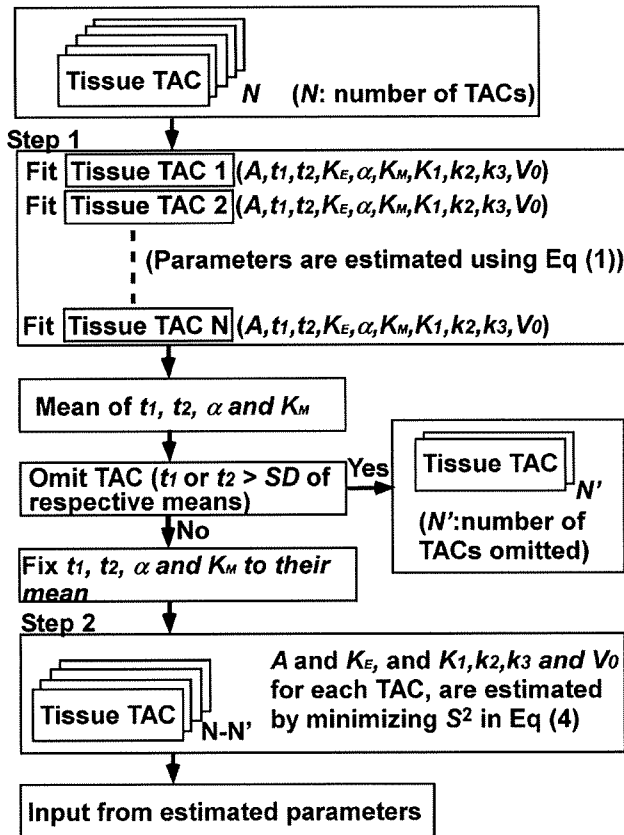 Tissue TAC N (N: number of TACs)
Step 1
Fit Tissue TAC 1 (A,t1,t2,KE,α,KM,K1,k2,k3,V0)
Fit Tissue TAC 2 (A,t1,t2,KE,α,KM,K1,k2,k3,V0)
(Parameters are estimated using Eq (1))
Fit Tissue TAC N (A,t1,t2,KE,α,KM,K1,k2,k3,V0)
Mean of t1, t2, α and KM
Omit TAC (t1 or t2 > SD of
respective means)
Yes
Tissue TAC N'
(N':number of
TACs omitted)
No
Fix t1, t2, α and KM to their
mean
Step 2
Tissue TAC N-N'
A and KE, and K1,k2,k3 and V0
for each TAC, are estimated
by minimizing S² in Eq (4)
Input from estimated parameters